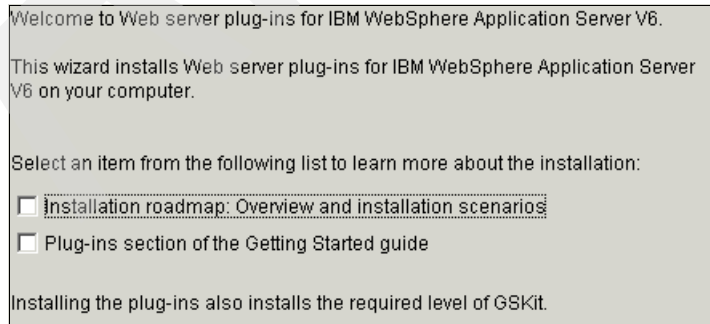 Welcome to Web server plug-ins for IBM WebSphere Application Server V6.
This wizard installs Web server plug-ins for IBM WebSphere Application Server
V6 on your computer.
Select an item from the following list to learn more about the installation:
Installation roadmap: Overview and installation scenarios
Plug-ins section of the Getting Started guide
Installing the plug-ins also installs the required level of GSKit.